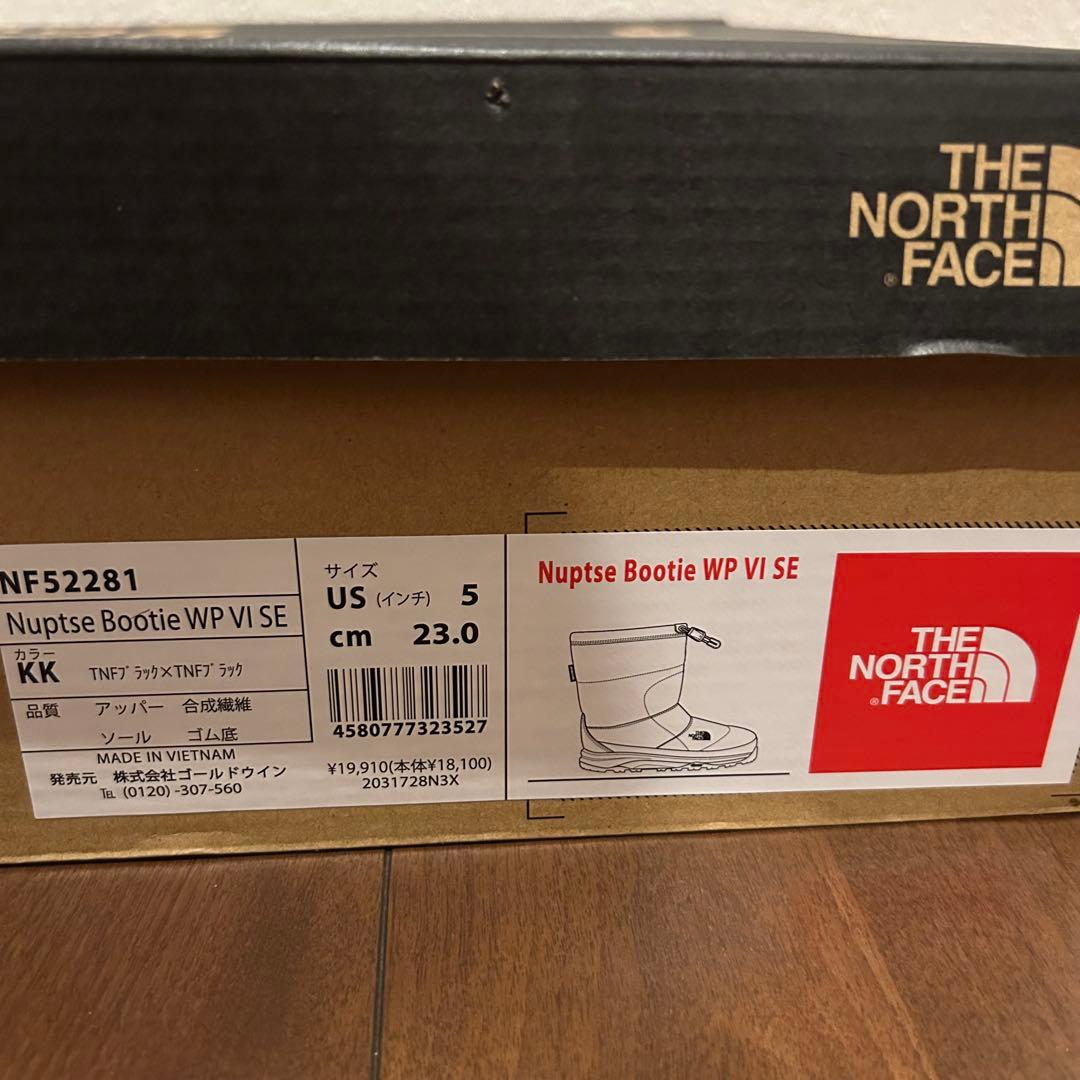 THE
NORTH
FACE
®
NF52281
Nuptse Bootie WP VI SE
カラー
KK TNFブラック×TNFブラック
品質 アッパー 合成繊維
ソール ゴム底
MADE IN VIETNAM
発売元 株式会社ゴールドウイン
℡ (0120) -307-560
サイズ
US (インチ) 5
cm 23.0
4580777323527
¥19,910(本体¥18,100)
2031728N3X
Nuptse Bootie WP VI SE
THE
NORTH
FACE
THE
NORTH
FACE
®